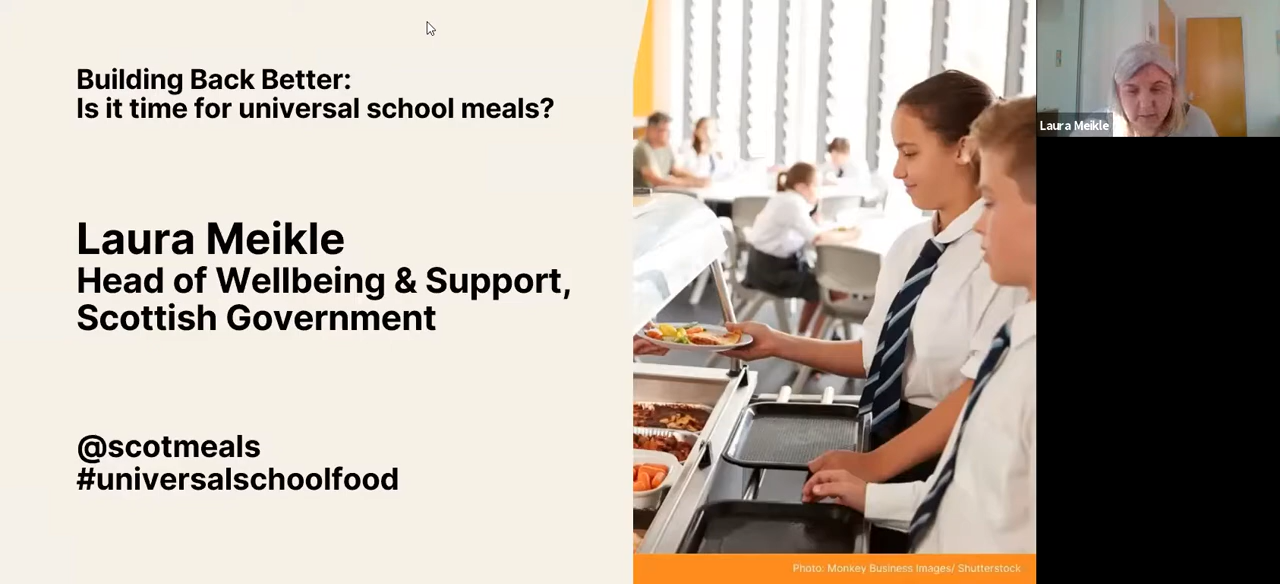 Building Back Better:
Is it time for universal school meals?
Laura Meikle
Head of Wellbeing & Support,
Scottish Government
@scotmeals
#universalschoolfood
Photo: Monkey Business Images/ Shutterstock
Laura Meikle